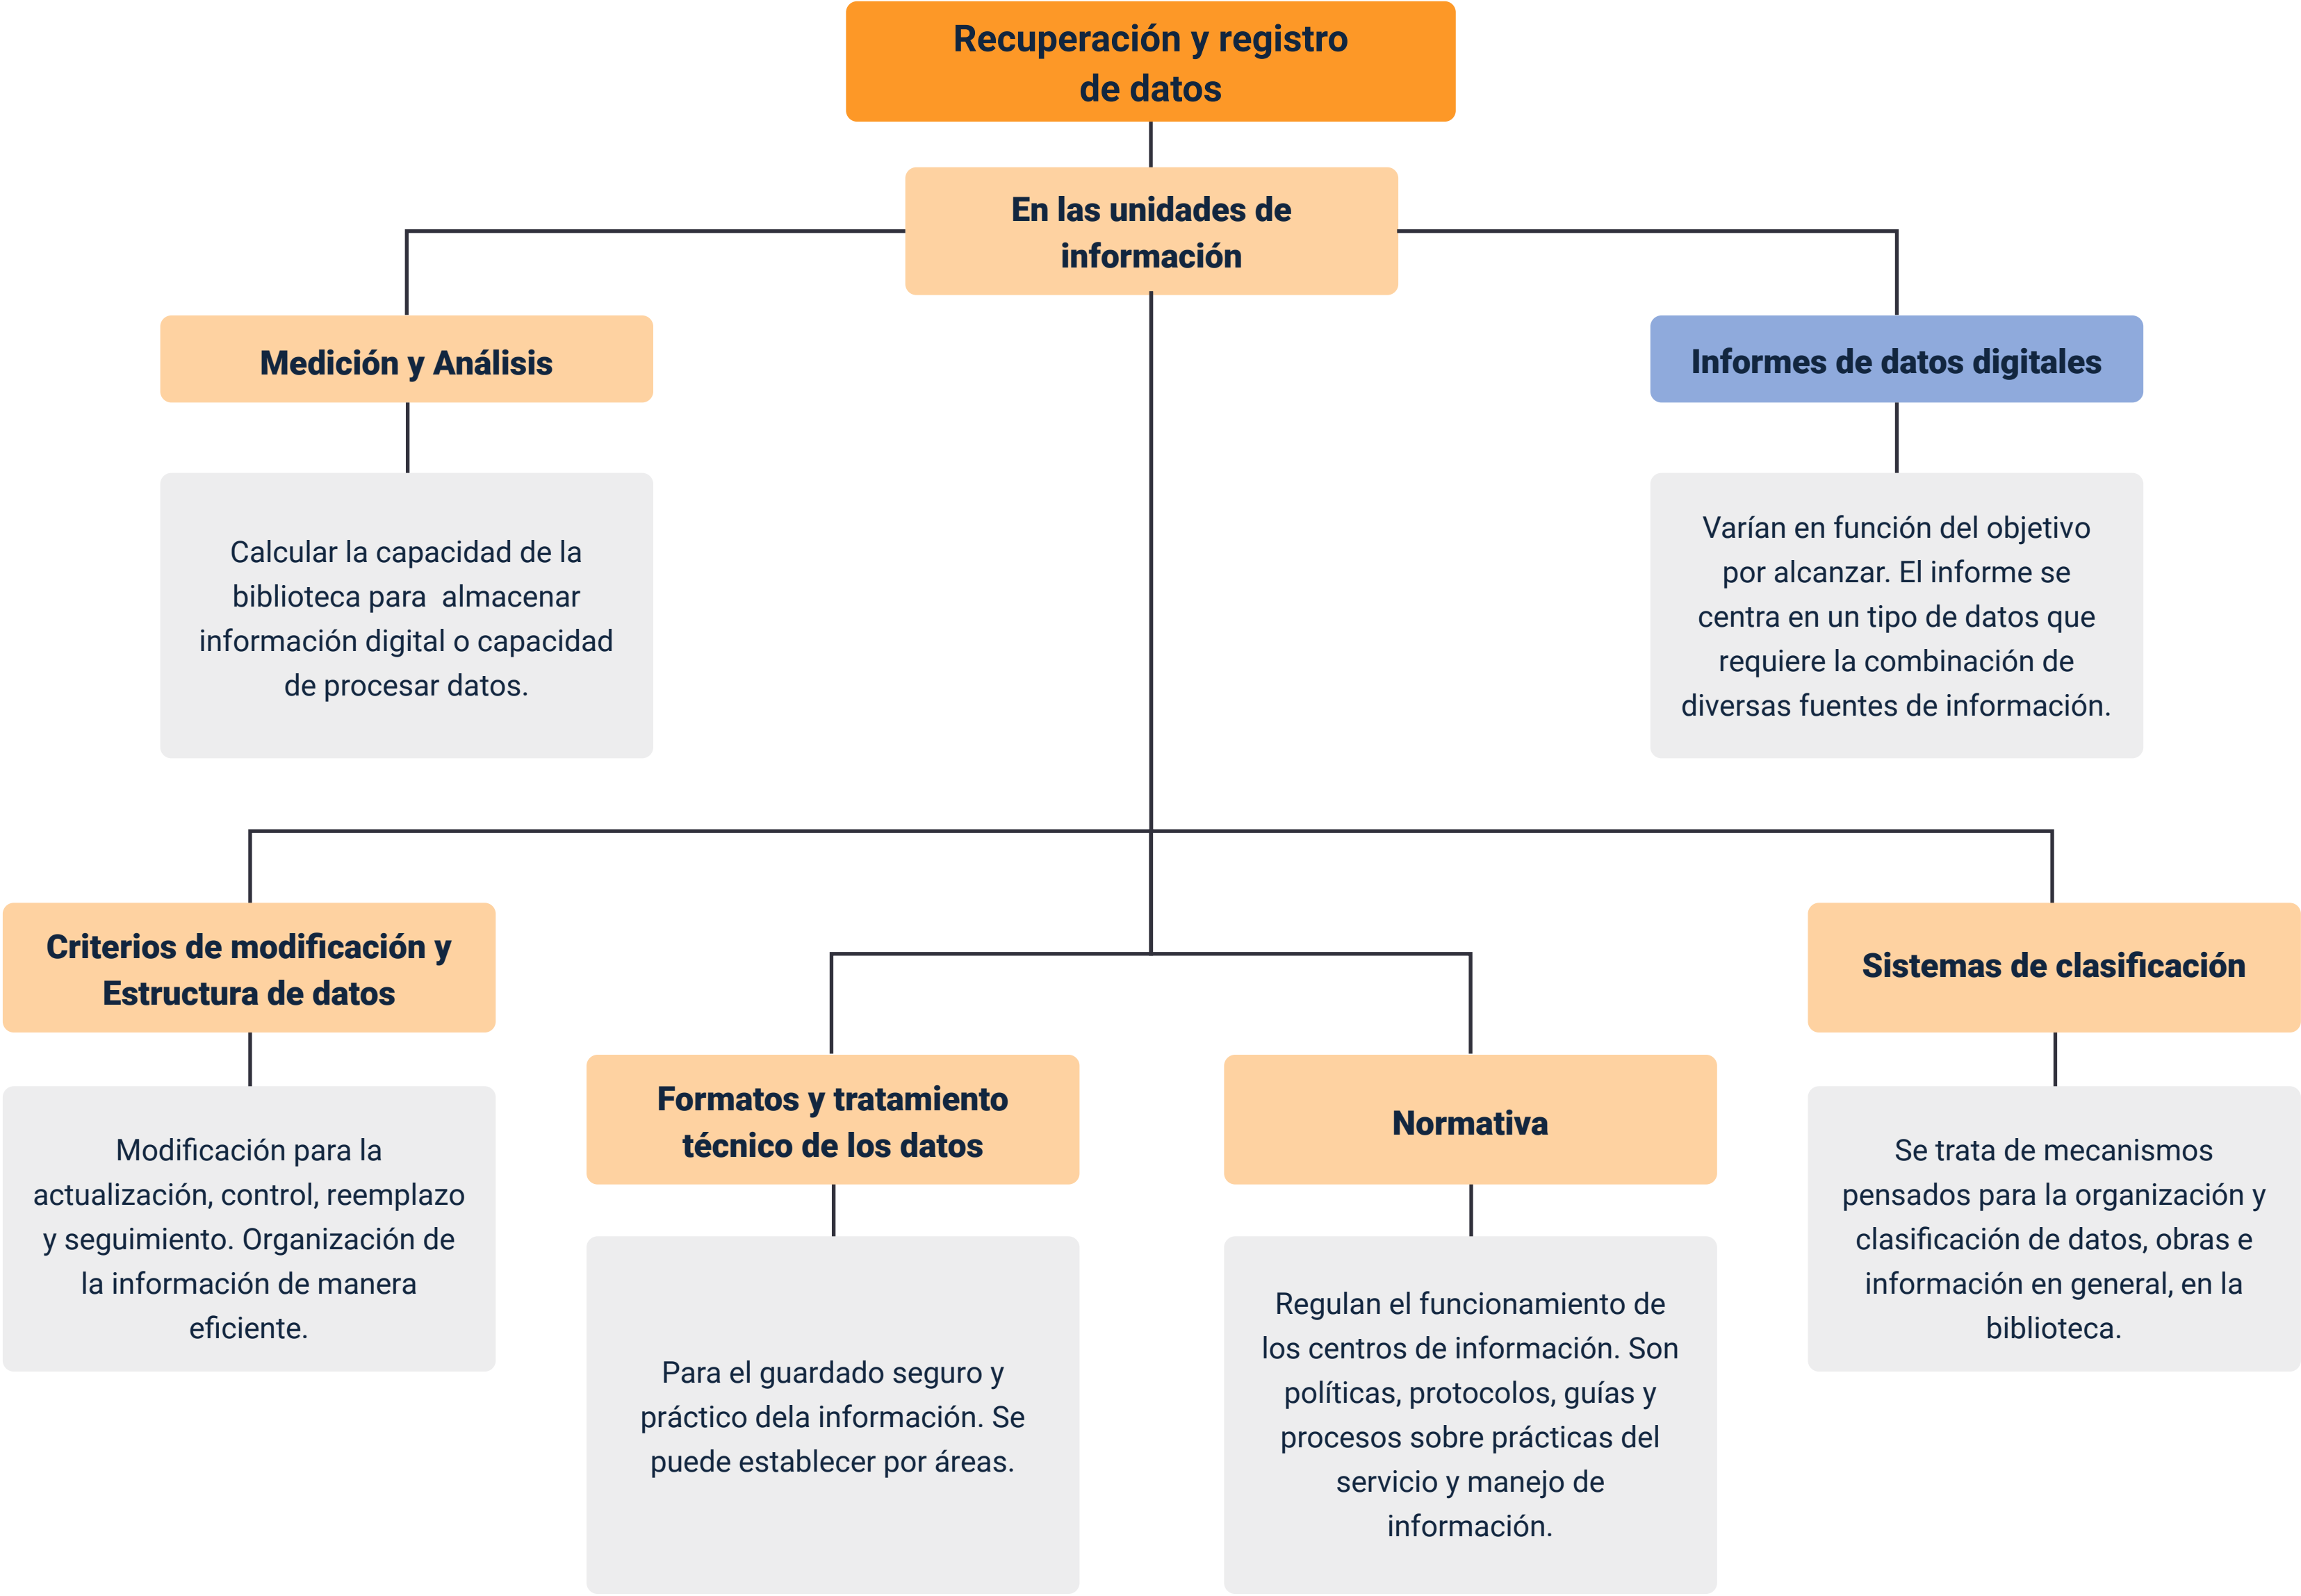 Recuperación y registro
de datos
En las unidades de
información
Medición y Análisis
Informes de datos digitales
Calcular la capacidad de la
biblioteca para  almacenar
información digital o capacidad
de procesar datos.
Varían en función del objetivo
por alcanzar. El informe se
centra en un tipo de datos que
requiere la combinación de
diversas fuentes de información.
Criterios de modificación y
Estructura de datos
Modificación para la
actualización, control, reemplazo
y seguimiento. Organización de
la información de manera
eficiente.
Formatos y tratamiento
técnico de los datos
Para el guardado seguro y
práctico dela información. Se
puede establecer por áreas.
Normativa
Regulan el funcionamiento de
los centros de información. Son
políticas, protocolos, guías y
procesos sobre prácticas del
servicio y manejo de
información.
Sistemas de clasificación
Se trata de mecanismos
pensados para la organización y
clasificación de datos, obras e
información en general, en la
biblioteca.